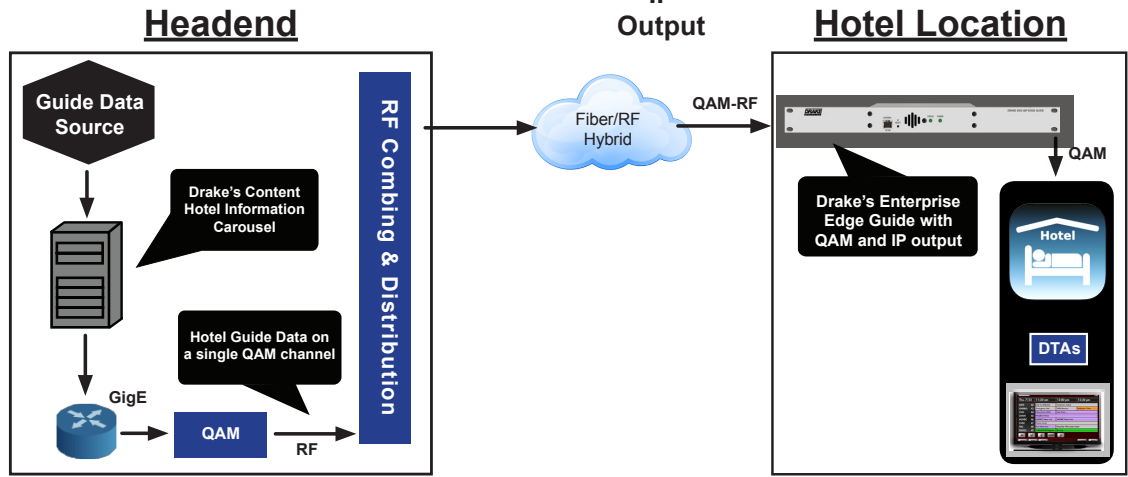 Headend
Output
Hotel Location
Guide Data
Source
Drake's Content
Hotel Information
Carousel
Hotel Guide Data on
a single QAM channel
GigE
QAM
RF
RF Combing & Distribution
Fiber/RF
Hybrid
QAM-RF
DRAKE
QAM
Drake's Enterprise
Edge Guide with
QAM and IP output
Hotel
DTAs